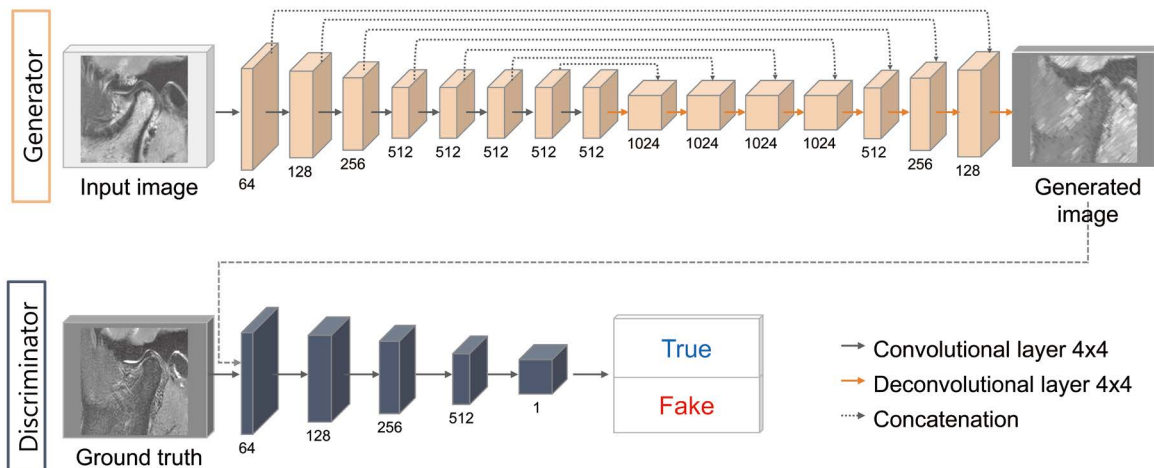 Generator
Input image
64
128
256
512
512
512
512
512
1024
1024
1024
1024
512
256
128
Generated
image
Discriminator
Ground truth
64
128
256
512
1
True
Fake
Convolutional layer 4x4
Deconvolutional layer 4x4
Concatenation